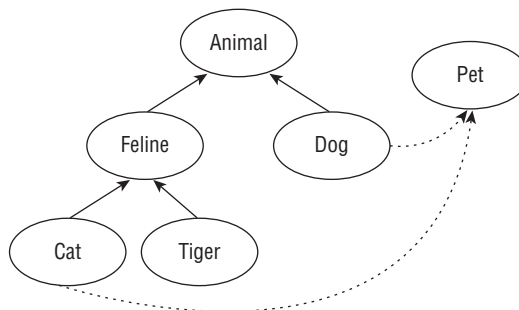 Animal
Pet
Feline
Dog
Cat
Tiger